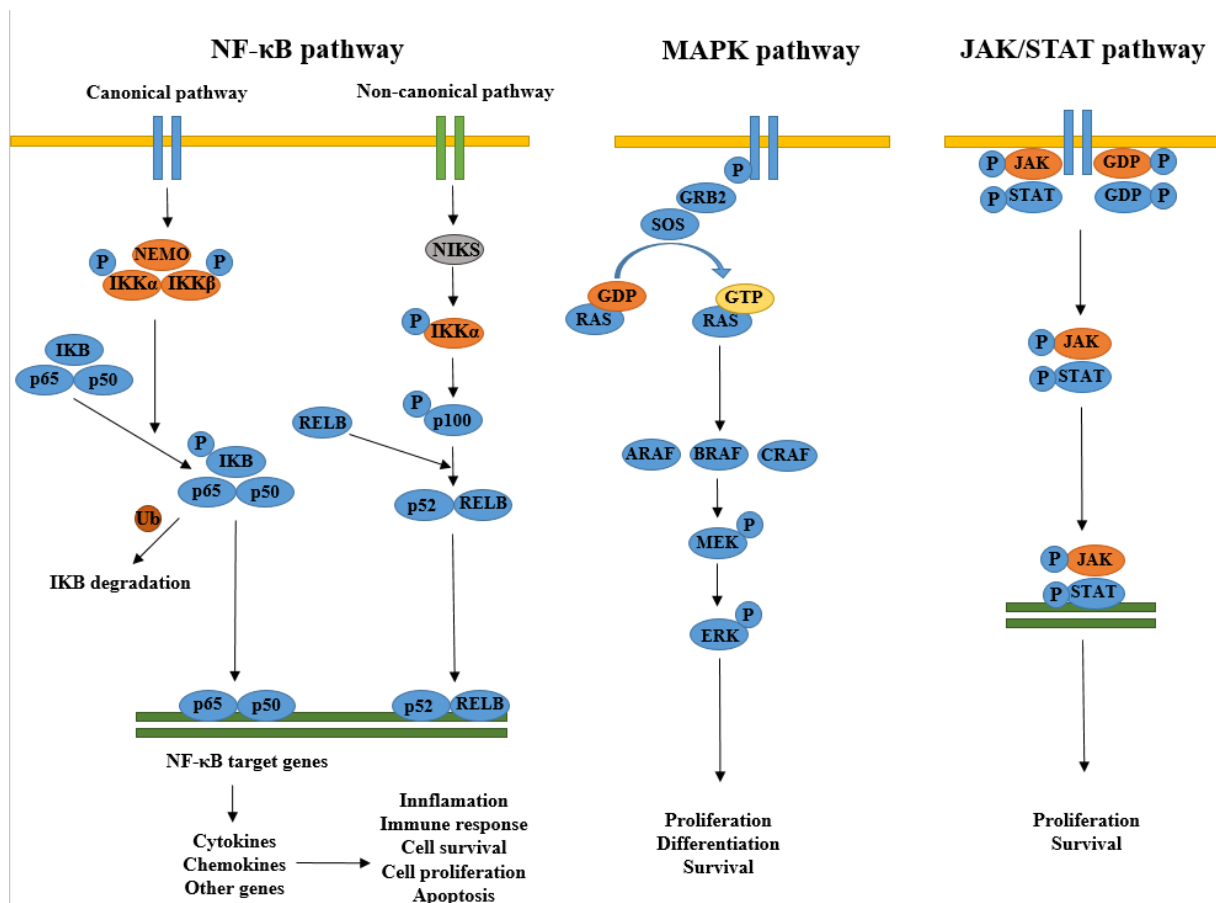 NF-κB pathway
Canonical pathway
Non-canonical pathway
NEMO
P
P
IKKα
IKKβ
IKB
p65
p50
P
IKB
p65
p50
Ub
IKB degradation
NIKS
P
IKKα
P
p100
RELB
p52
RELB
p65
p50
p52
RELB
NF-κB target genes
Cytokines
Chemokines
Other genes
Innflamation
Immune response
Cell survival
Cell proliferation
Apoptosis
MAPK pathway
P
GRB2
SOS
GDP
RAS
GTP
RAS
ARAF
BRAF
CRAF
P
MEK
P
ERK
Proliferation
Differentiation
Survival
JAK/STAT pathway
P
JAK
GDP
P
P
STAT
GDP
P
P
JAK
P
STAT
P
JAK
P
STAT
Proliferation
Survival